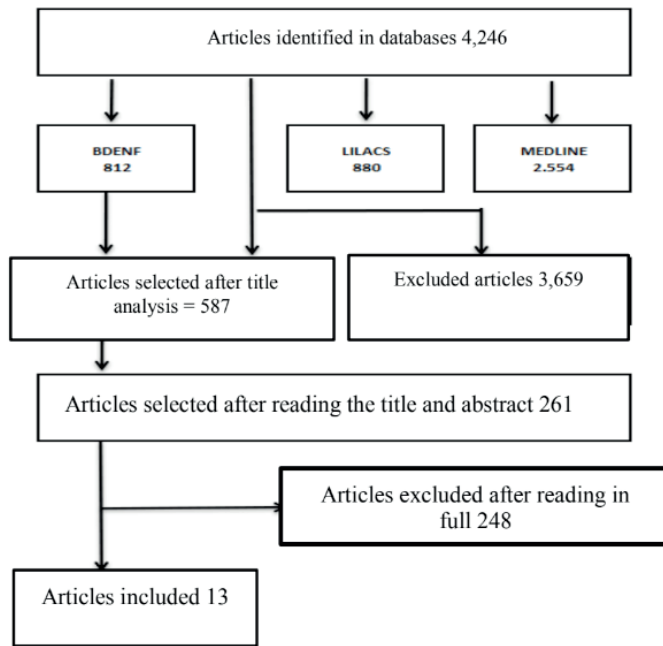 Articles identified in databases 4,246
BDENF
812
LILACS
880
MEDLINE
2.554
Articles selected after title
analysis = 587
Excluded articles 3,659
Articles selected after reading the title and abstract 261
Articles excluded after reading in
full 248
Articles included 13